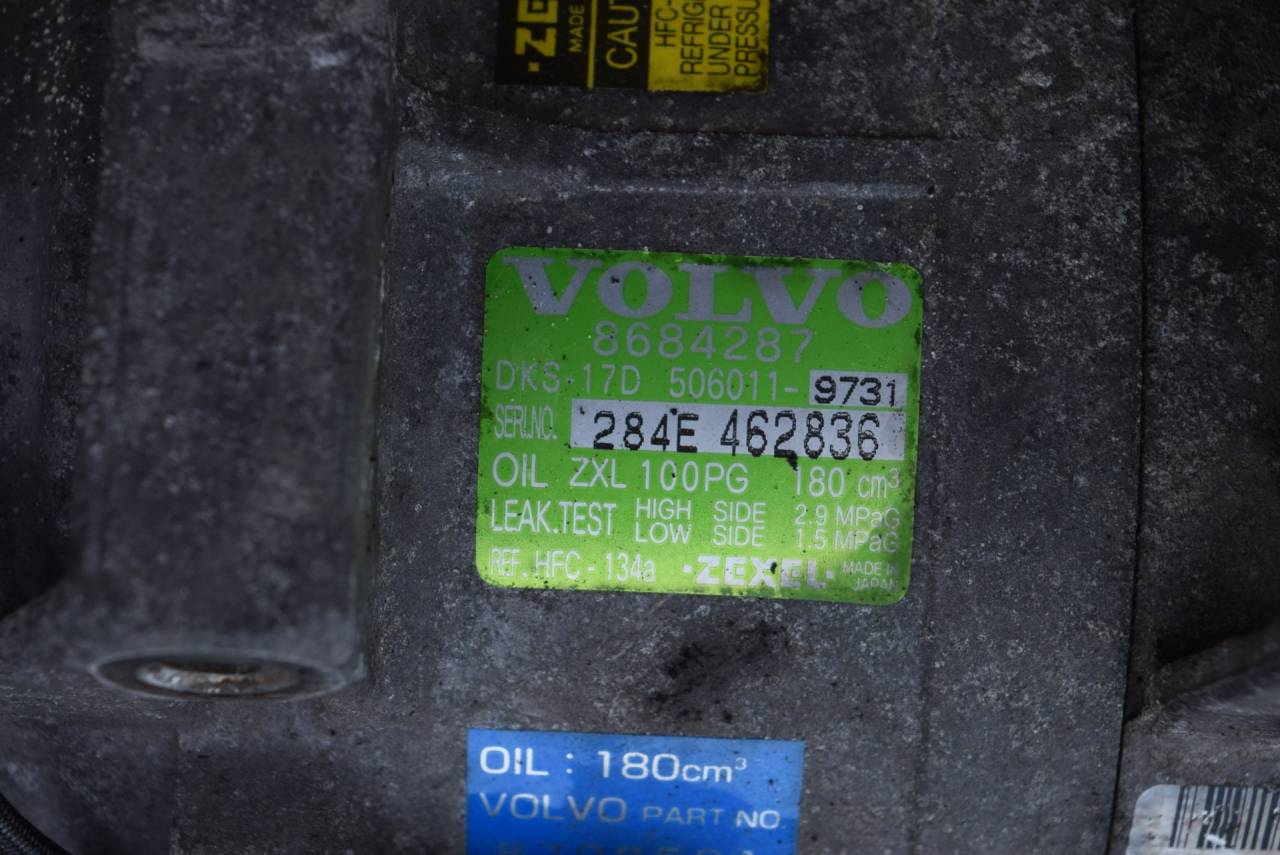 ·ZE
MADE
CAU
HFC-
REFRIG
UNDER
PRESSU
VOLVO
8684287
DKS-17D 506011-9731
SERI.NO. 284E 462836
OIL ZXL 100PG 180 cm³
LEAK.TEST HIGH SIDE 2.9 MPaG
LOW SIDE 1.5 MPaG
REF. HFC-134a ·ZEXEL· MADE IN
JAPAN
OIL : 180cm³
VOLVO PART NO